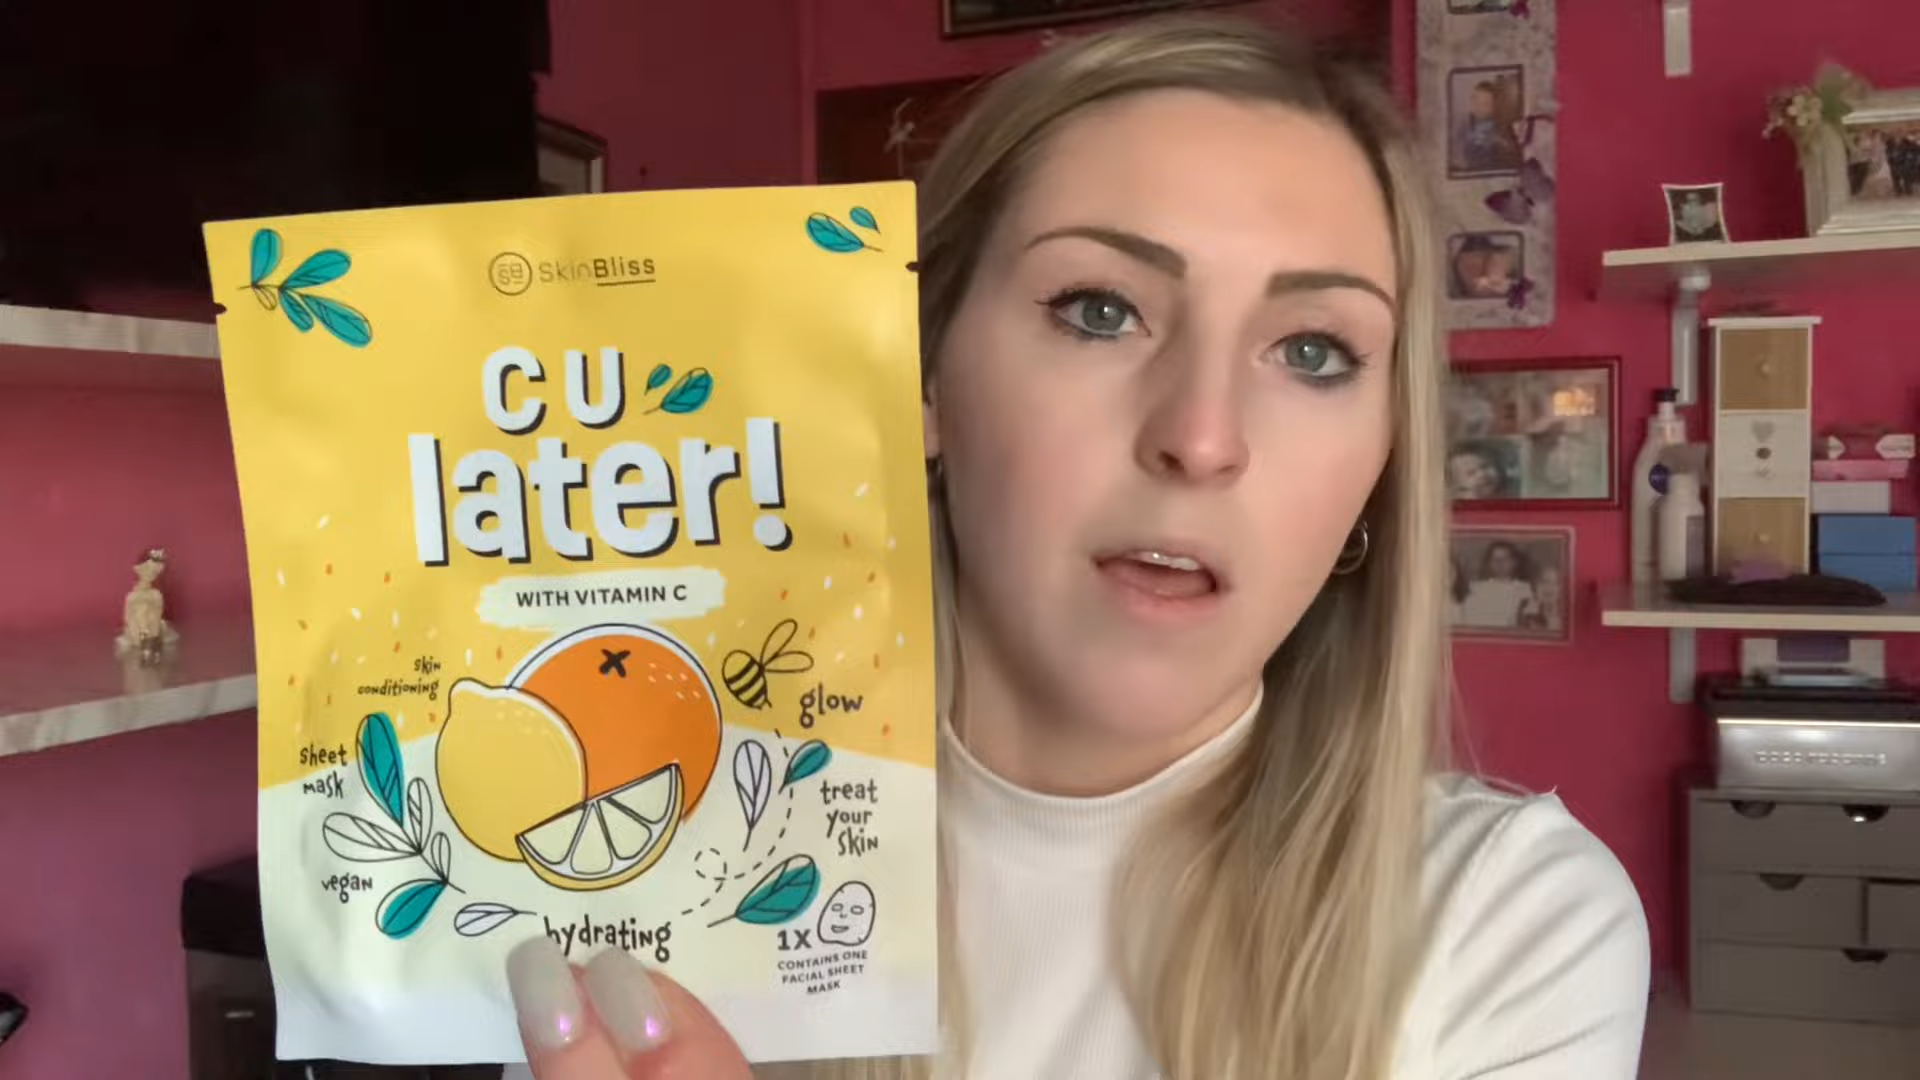 SkinBliss
C U
later!
WITH VITAMIN C
skin
conditioning
glow
sheet
mask
treat
your
skin
vegan
hydrating
1X
CONTAINS ONE
FACIAL SHEET
MASK